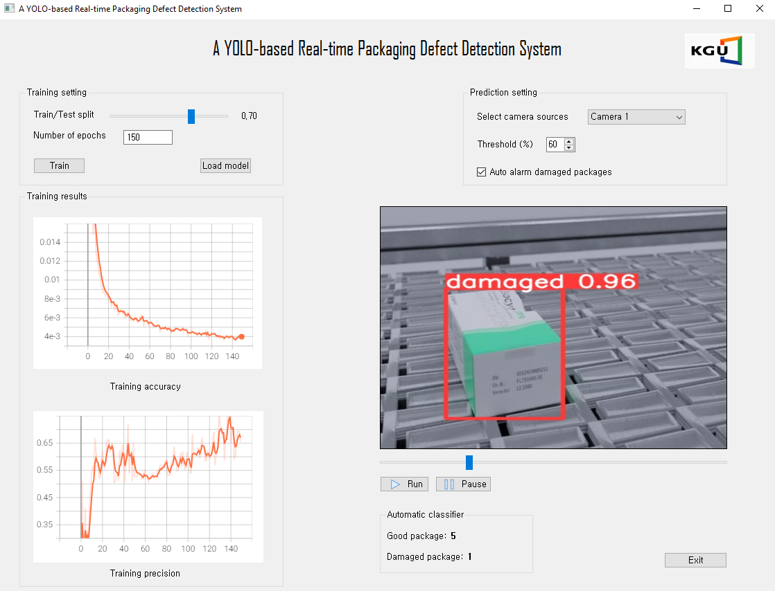 A YOLO-based Real-time Packaging Defect Detection System
A YOLO-based Real-time Packaging Defect Detection System
KGU
Training setting
Train/Test split 0,70
Number of epochs 150
Train Load model
Prediction setting
Select camera sources Camera 1
Threshold (%) 60
Auto alarm damaged packages
Training results
0.014
0.012
0.01
8e-3
6e-3
4e-3
0 20 40 60 80 100 120 140
Training accuracy
0.65
0.55
0.45
0.35
0 20 40 60 80 100 120 140
Training precision
damaged 0.96
Run Pause
Automatic classifier
Good package: 5
Damaged package: 1
Exit